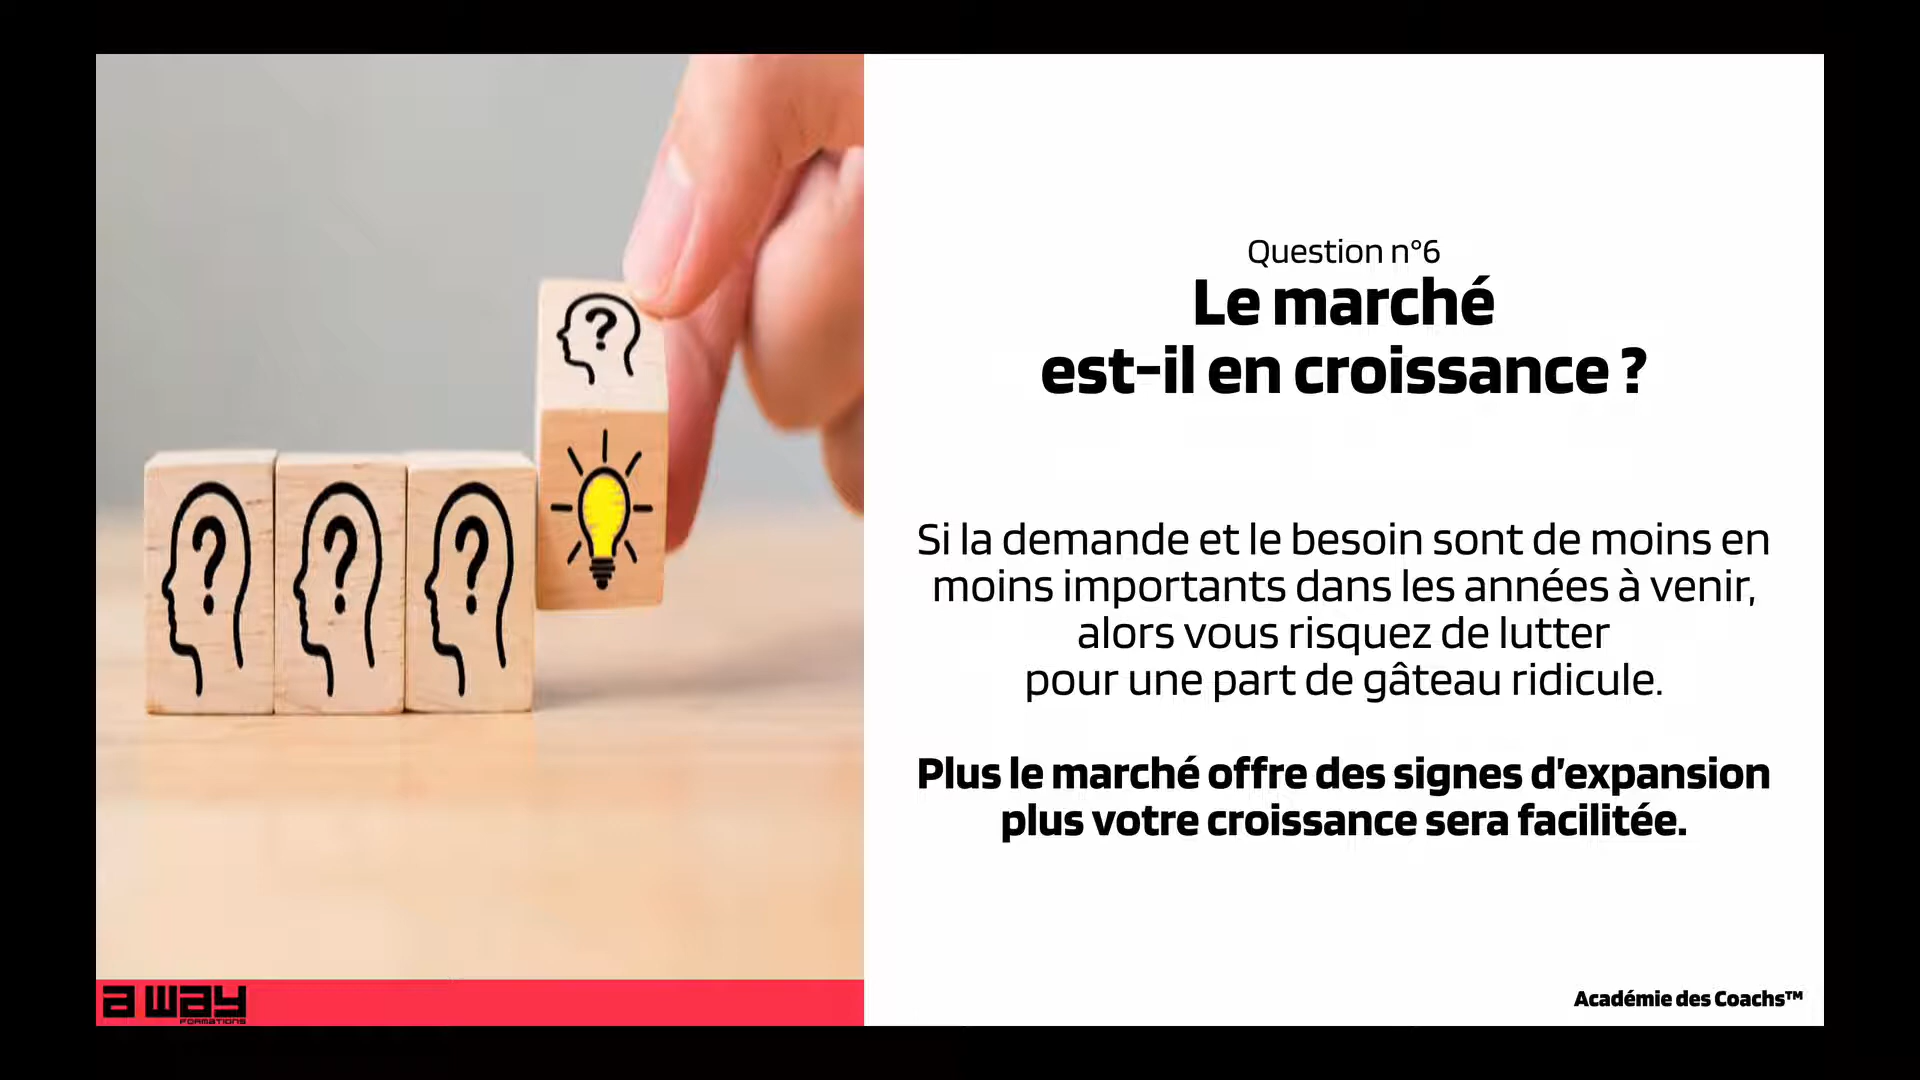 Question n°6
Le marché
est-il en croissance ?
Si la demande et le besoin sont de moins en
moins importants dans les années à venir,
alors vous risquez de lutter
pour une part de gâteau ridicule.
Plus le marché offre des signes d'expansion
plus votre croissance sera facilitée.
a way
FORMATIONS
Académie des Coachs™
?
?
?
?